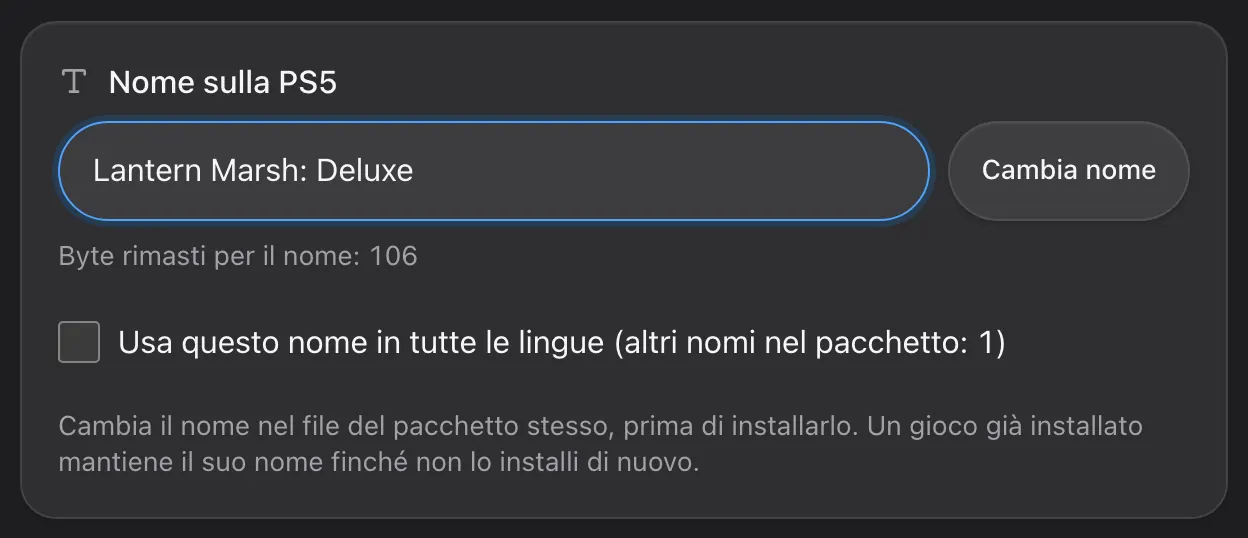 Nome sulla PS5
Lantern Marsh: Deluxe
Cambia nome
Byte rimasti per il nome: 106
Usa questo nome in tutte le lingue (altri nomi nel pacchetto: 1)
Cambia il nome nel file del pacchetto stesso, prima di installarlo. Un gioco già installato
mantiene il suo nome finché non lo installi di nuovo.